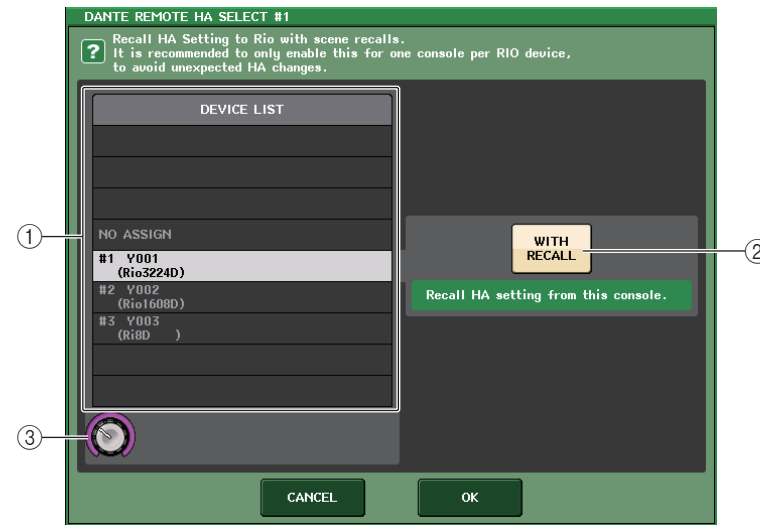 DANTE REMOTE HA SELECT #1
? Recall HA Setting to Rio with scene recalls.
It is recommended to only enable this for one console per RIO device,
to avoid unexpected HA changes.
DEVICE LIST
NO ASSIGN
#1 Y001
(Rio3224D)
#2 Y002
(Rio1608D)
#3 Y003
(Ri8D )
WITH
RECALL
Recall HA setting from this console.
CANCEL
OK
1
2
3